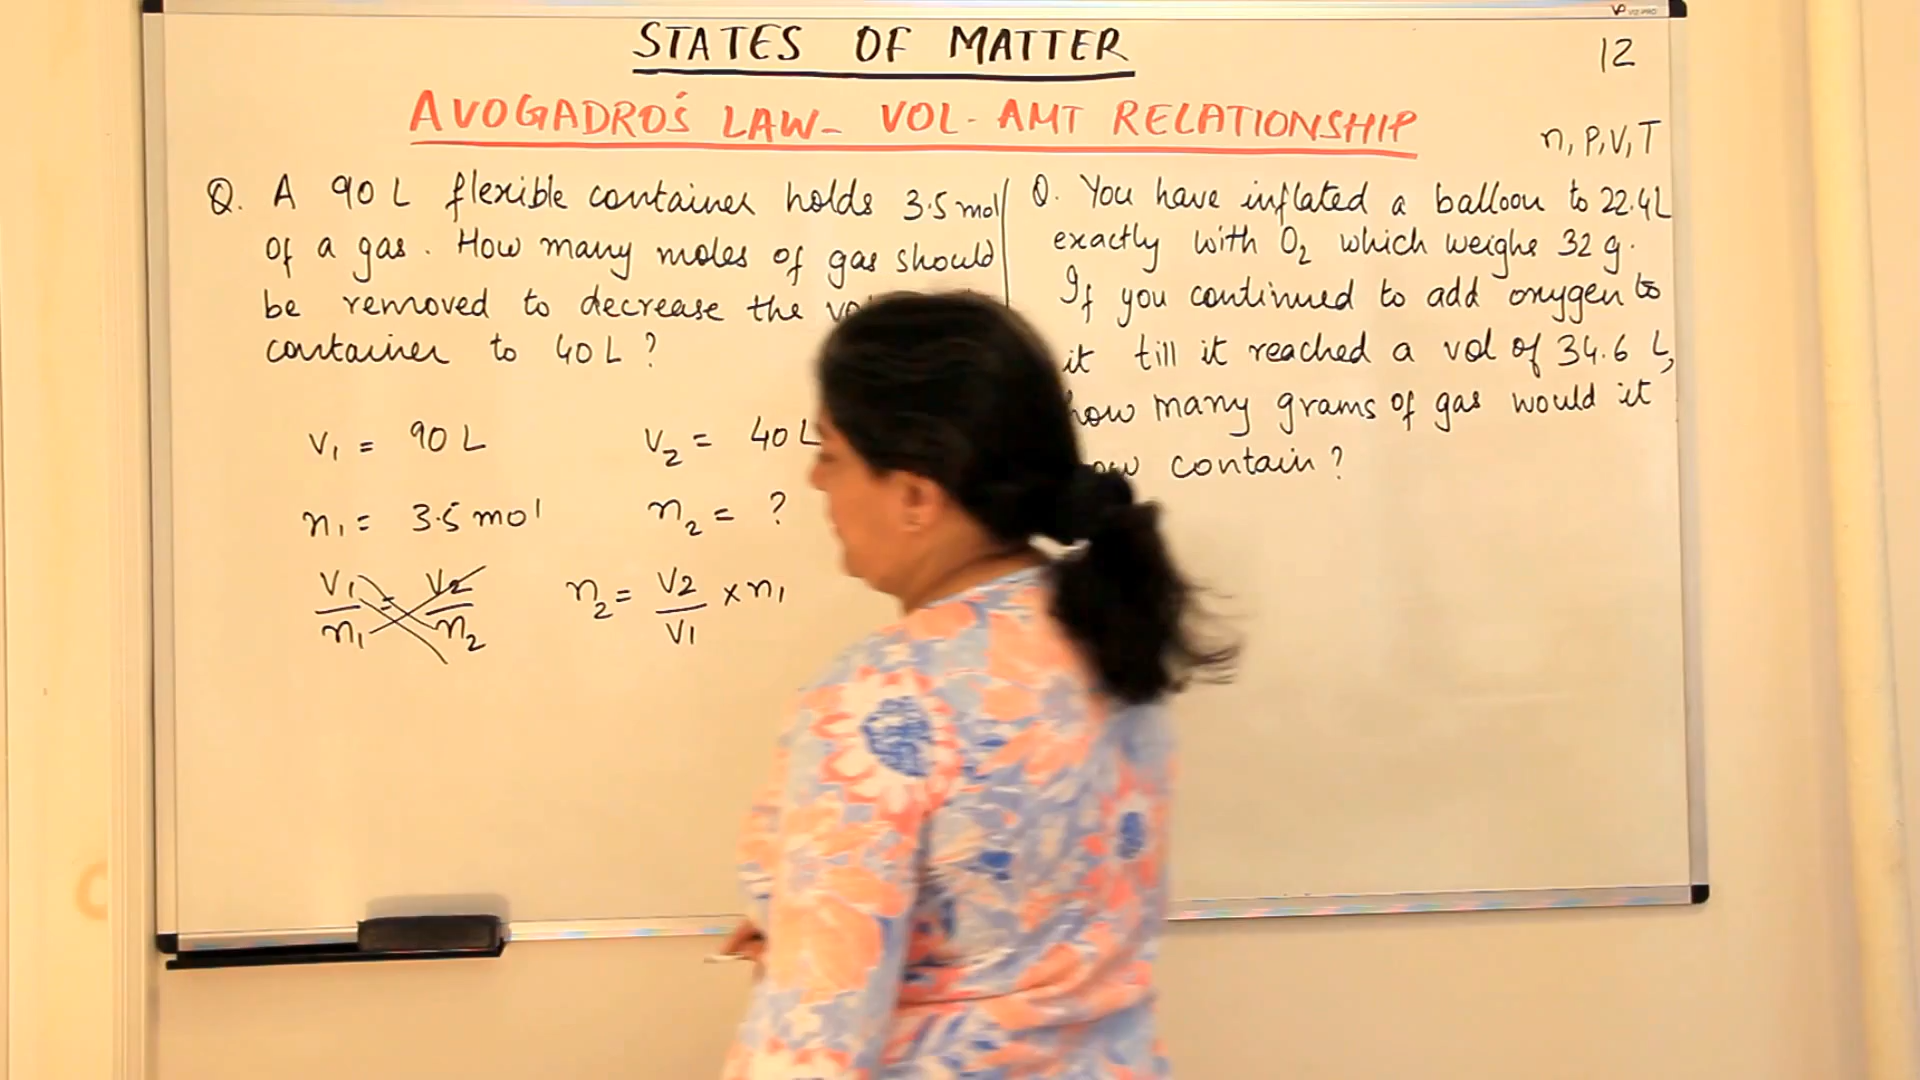 STATES OF MATTER
12
AVOGADRO'S LAW- VOL- AMT RELATIONSHIP
n, P, V, T
Q. A 90 L flexible container holds 3.5 mol
of a gas. How many moles of gas should
be removed to decrease the
container to 40 L ?
V1 = 90 L V2 = 40 L
n1 = 3.5 mol n2 = ?
V1/n1 = V2/n2 n2 = V2/V1 × n1
Q. You have inflated a balloon to 22.4L
exactly with O2 which weighs 32 g.
If you continued to add oxygen to
it till it reached a vol of 34.6 L,
how many grams of gas would it
contain ?